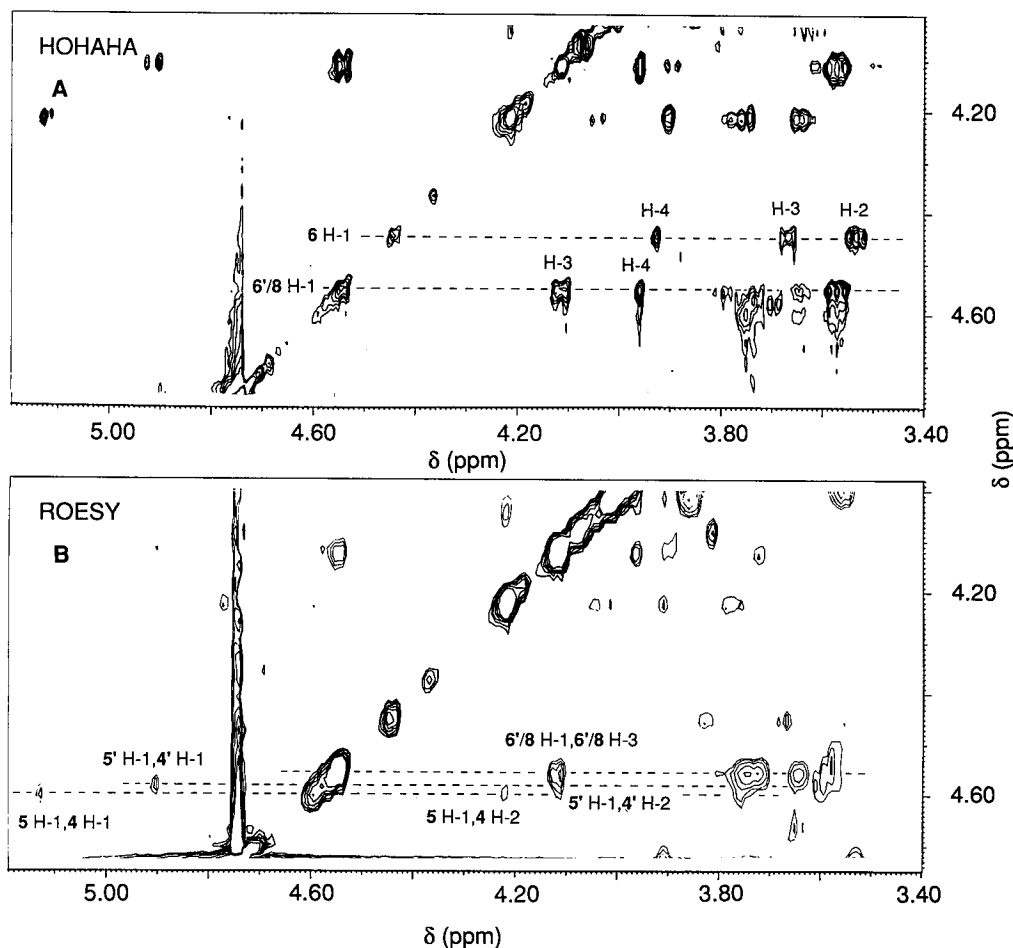 HOHAHA
A
4.20
H-4
H-3
H-2
6 H-1
H-3
H-4
6'/8 H-1
4.60
5.00
4.60
4.20
3.80
3.40
δ (ppm)
δ (ppm)
ROESY
B
4.20
5' H-1,4' H-1
6'/8 H-1,6'/8 H-3
4.60
5 H-1,4 H-1
5 H-1,4 H-2
5' H-1,4' H-2
5.00
4.60
4.20
3.80
3.40
δ (ppm)